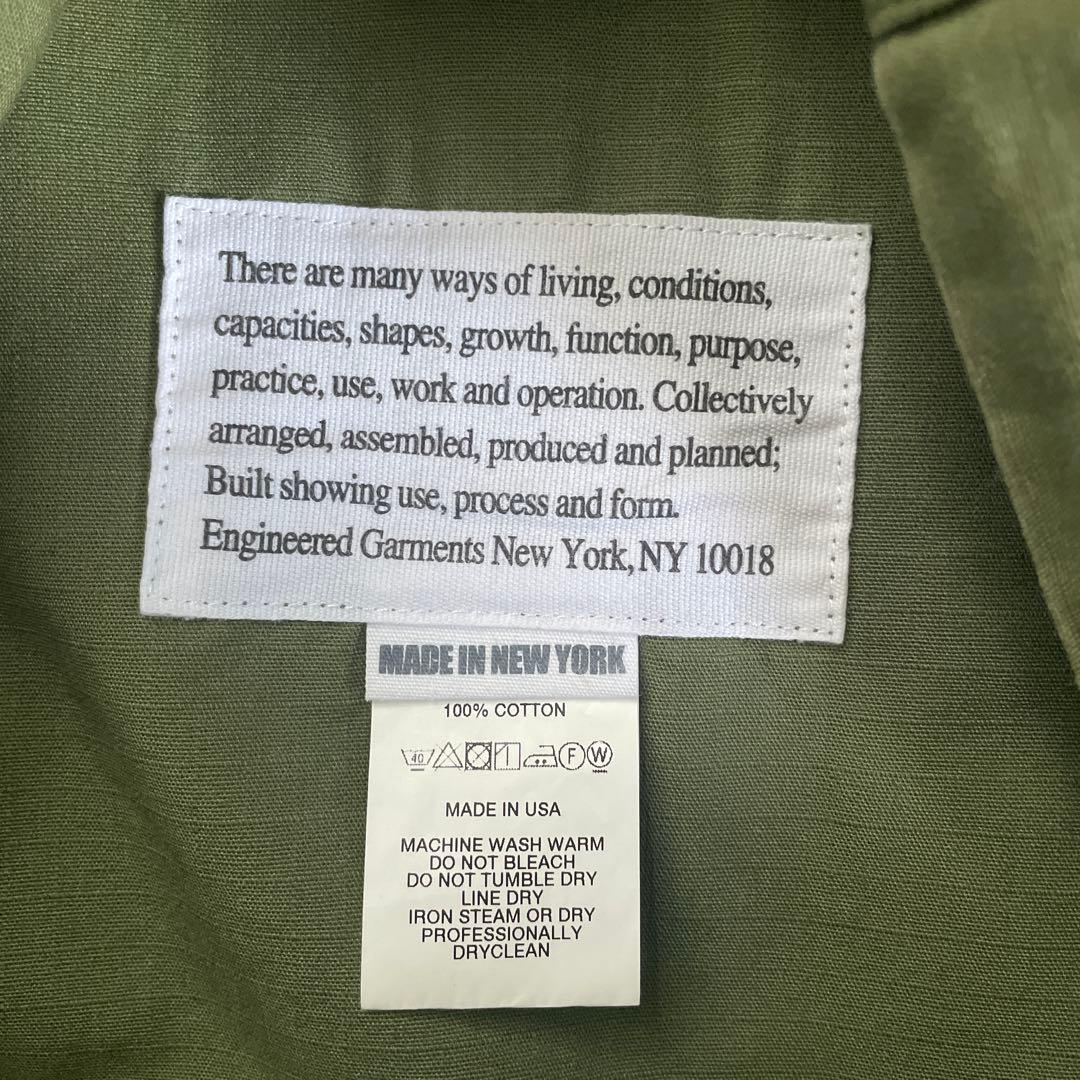 There are many ways of living, conditions,
capacities, shapes, growth, function, purpose,
practice, use, work and operation. Collectively
arranged, assembled, produced and planned;
Built showing use, process and form.
Engineered Garments New York, NY 10018
MADE IN NEW YORK
100% COTTON
40 F W
MADE IN USA
MACHINE WASH WARM
DO NOT BLEACH
DO NOT TUMBLE DRY
LINE DRY
IRON STEAM OR DRY
PROFESSIONALLY
DRYCLEAN